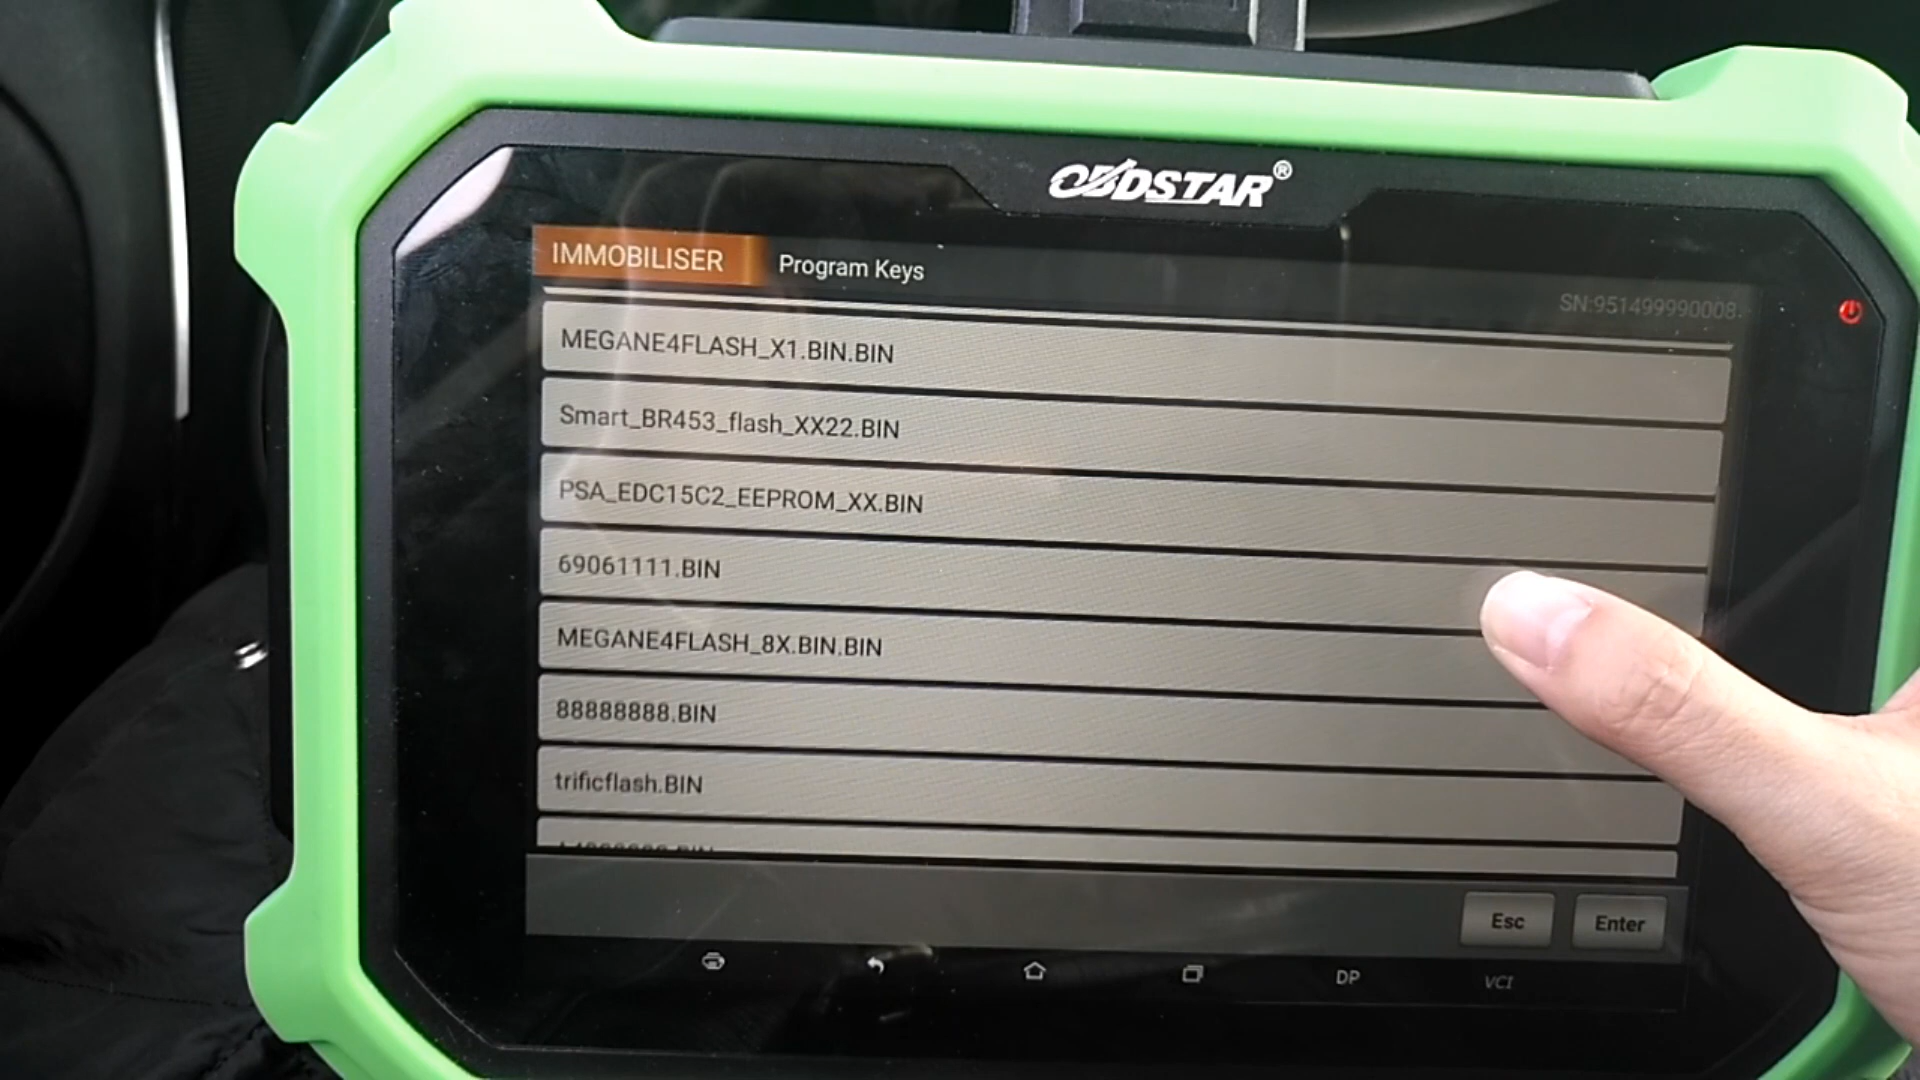 OBDSTAR®
IMMOBILISER
Program Keys
SN:951499990008
MEGANE4FLASH_X1.BIN.BIN
Smart_BR453_flash_XX22.BIN
PSA_EDC15C2_EEPROM_XX.BIN
69061111.BIN
MEGANE4FLASH_8X.BIN.BIN
88888888.BIN
trificflash.BIN
Esc
Enter
DP
VCI